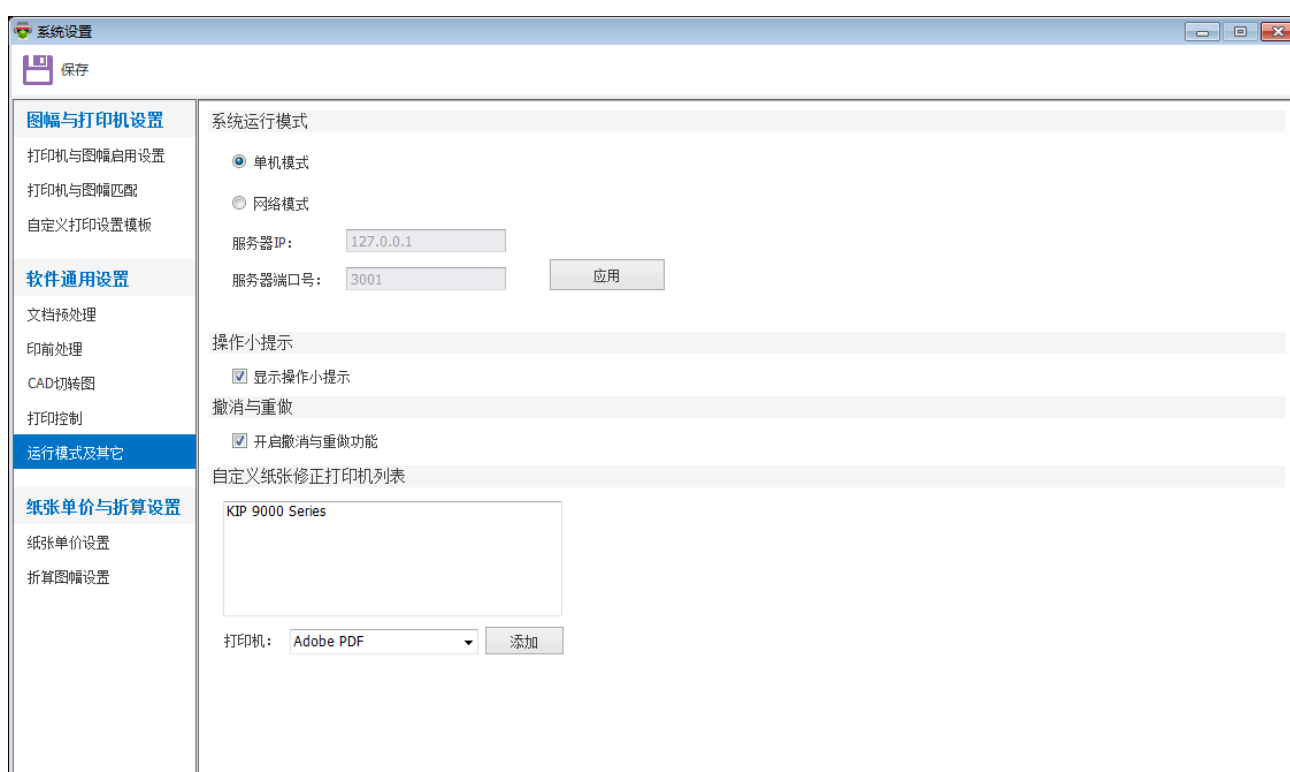 系统设置
保存
图幅与打印机设置
打印机与图幅启用设置
打印机与图幅匹配
自定义打印设置模板
软件通用设置
文档预处理
印前处理
CAD切转图
打印控制
运行模式及其它
纸张单价与折算设置
纸张单价设置
折算图幅设置
系统运行模式
单机模式
网络模式
服务器IP: 127.0.0.1
服务器端口号: 3001
应用
操作小提示
显示操作小提示
撤消与重做
开启撤消与重做功能
自定义纸张修正打印机列表
KIP 9000 Series
打印机: Adobe PDF 添加